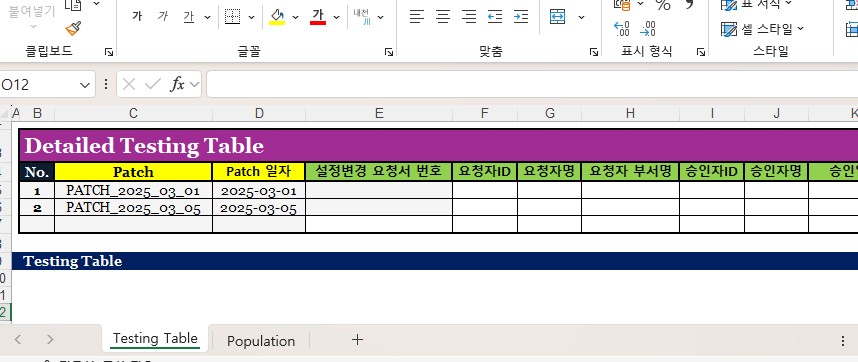 붙여넣기
가 가 가
가
내천
% 9
표 서식
셀 스타일
클립보드
글꼴
맞춤
표시 형식
스타일
O12
fx
A B C D E F G H I J K
Detailed Testing Table
No. Patch Patch 일자 설정변경 요청서 번호 요청자ID 요청자명 요청자 부서명 승인자ID 승인자명
1 PATCH_2025_03_01 2025-03-01
2 PATCH_2025_03_05 2025-03-05
Testing Table
Testing Table Population